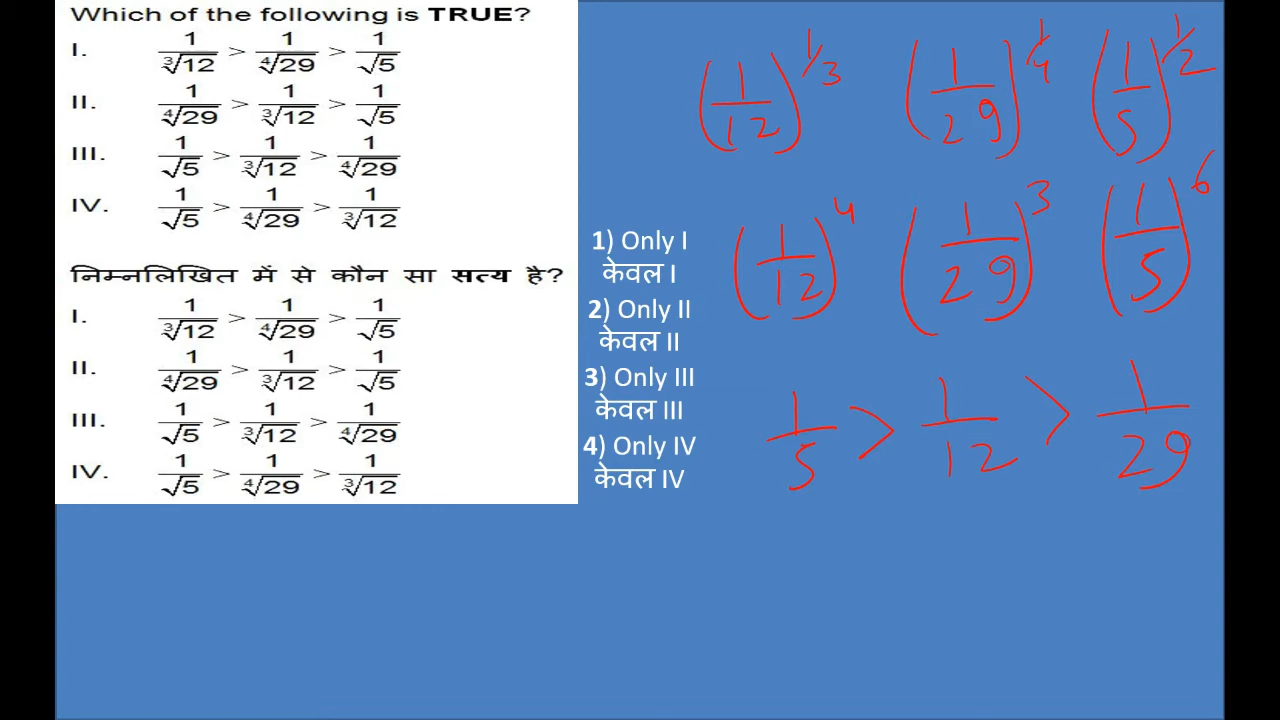 Which of the following is TRUE?
I. 1/∛12 > 1/∜29 > 1/√5
II. 1/∜29 > 1/∛12 > 1/√5
III. 1/√5 > 1/∛12 > 1/∜29
IV. 1/√5 > 1/∜29 > 1/∛12
निम्नलिखित में से कौन सा सत्य है?
I. 1/∛12 > 1/∜29 > 1/√5
II. 1/∜29 > 1/∛12 > 1/√5
III. 1/√5 > 1/∛12 > 1/∜29
IV. 1/√5 > 1/∜29 > 1/∛12
1) Only I
केवल I
2) Only II
केवल II
3) Only III
केवल III
4) Only IV
केवल IV
(1/12)^1/3 (1/29)^1/4 (1/5)^1/2
(1/12)^4 (1/29)^3 (1/5)^6
1/5 > 1/12 > 1/29